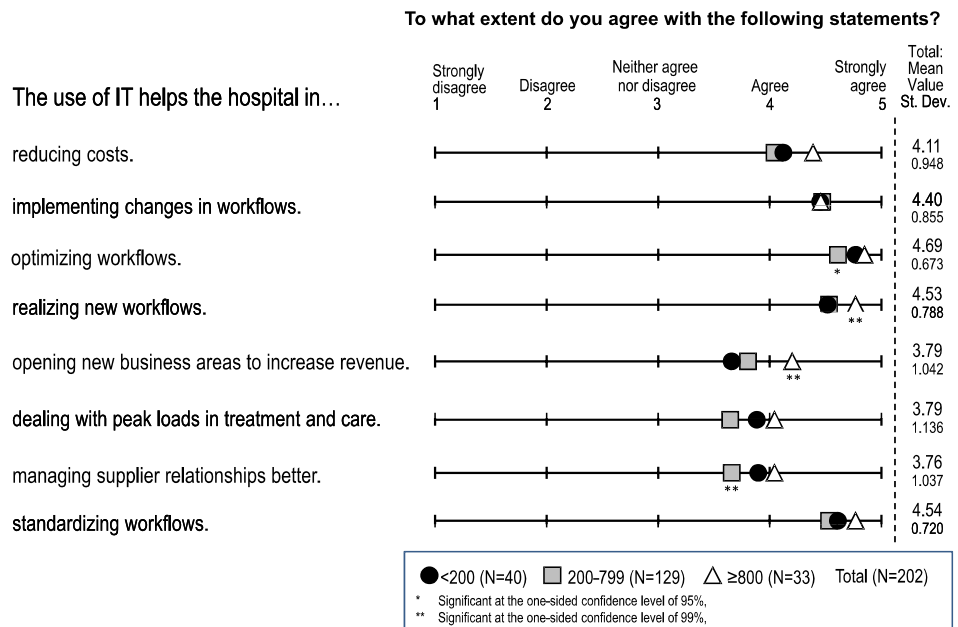 To what extent do you agree with the following statements?
The use of IT helps the hospital in…
Strongly disagree 1
Disagree 2
Neither agree nor disagree 3
Agree 4
Strongly agree 5
Total: Mean Value St. Dev.
reducing costs.
4.11
0.948
implementing changes in workflows.
4.40
0.855
optimizing workflows.
*
4.69
0.673
realizing new workflows.
**
4.53
0.788
opening new business areas to increase revenue.
**
3.79
1.042
dealing with peak loads in treatment and care.
3.79
1.136
managing supplier relationships better.
**
3.76
1.037
standardizing workflows.
4.54
0.720
<200 (N=40) 200-799 (N=129) ≥800 (N=33) Total (N=202)
* Significant at the one-sided confidence level of 95%,
** Significant at the one-sided confidence level of 99%,